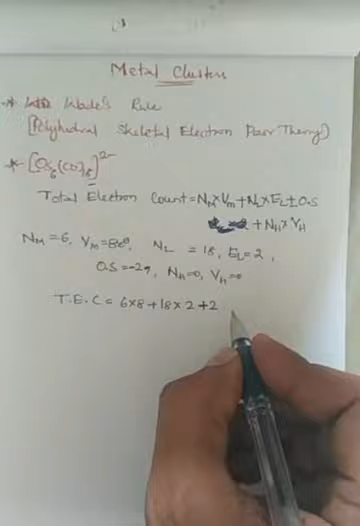 Metal Clusters
* Wade's Rule
[Polyhedral Skeletal Electron Pair Theory)
* [Os6(CO)18]2-
Total Electron Count = NM×Vm+NL×EL±O.S
+ NH×VH
NM=6, Vm=8, NL = 18, EL=2,
O.S=-2, NH=0, VH=0
T.E.C = 6×8+18×2+2